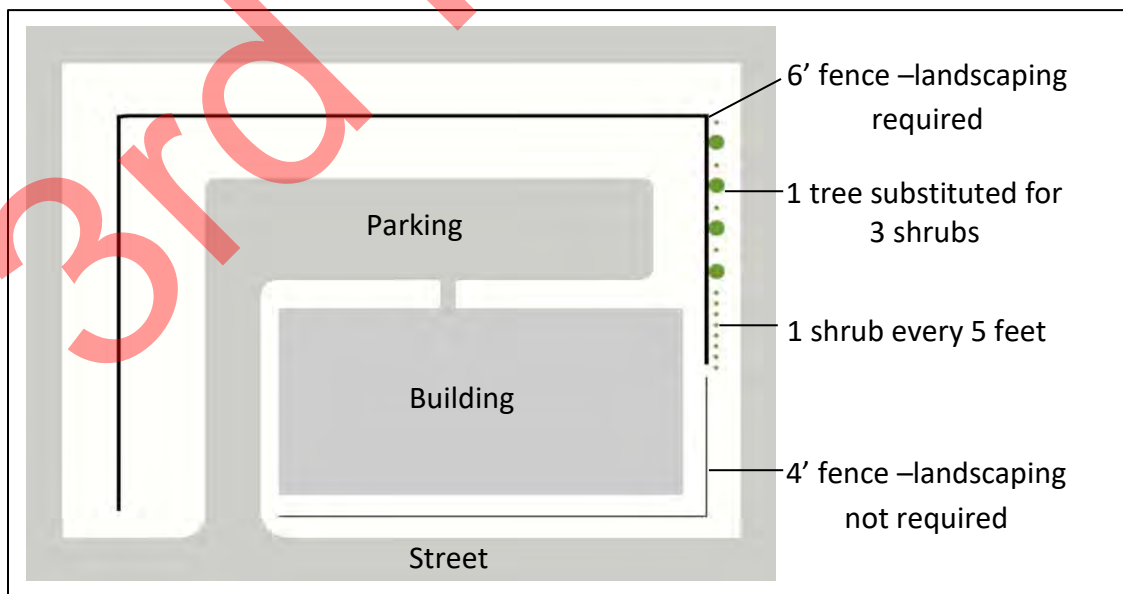 3rd
6’ fence –landscaping
required
1 tree substituted for
3 shrubs
Parking
1 shrub every 5 feet
Building
4’ fence –landscaping
not required
Street